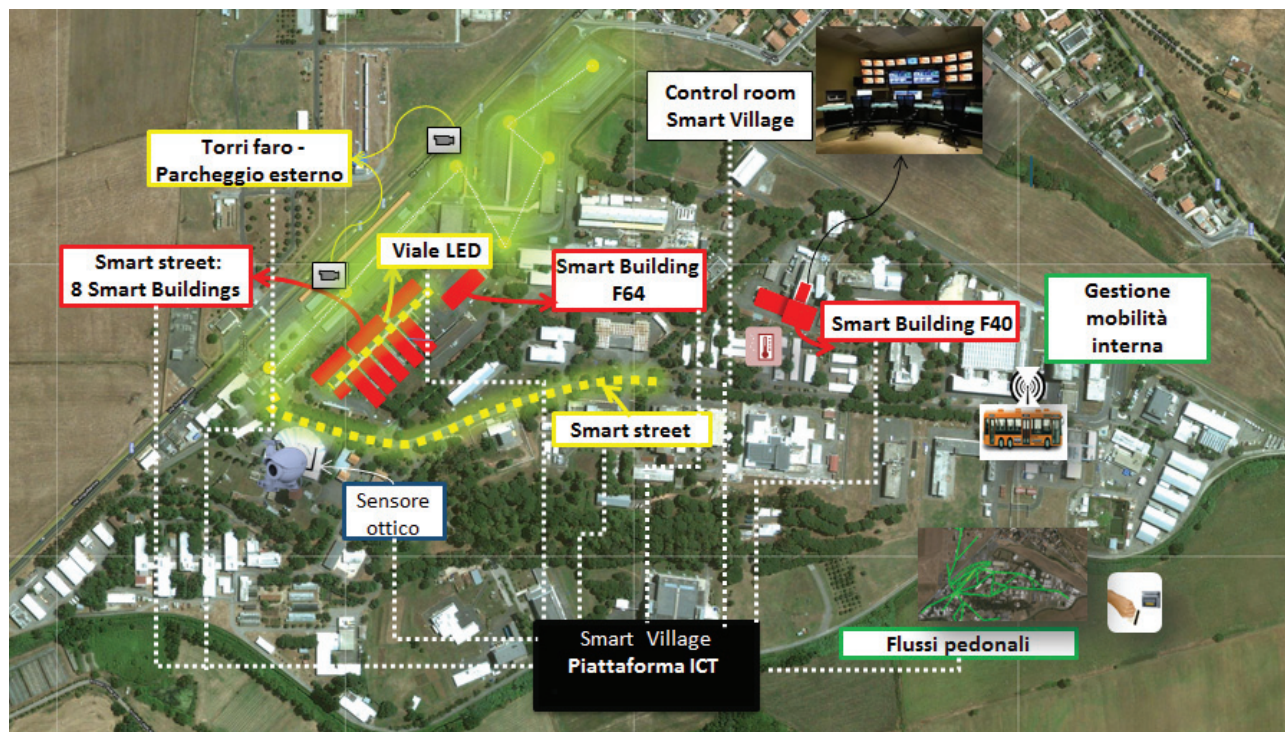 Control room
Smart Village
Torri faro -
Parcheggio esterno
Viale LED
Smart street:
8 Smart Buildings
Smart Building
F64
Smart Building F40
Gestione
mobilità
interna
Smart street
Sensore
ottico
Flussi pedonali
Smart Village
Piattaforma ICT